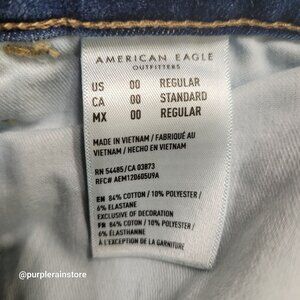 AMERICAN EAGLE
OUTFITTERS
US 00 REGULAR
CA 00 STANDARD
MX 00 REGULAR
MADE IN VIETNAM / FABRIQUÉ AU
VIETNAM / HECHO EN VIETNAM
RN 54485/CA 03873
RFC# AEM120605U9A
EN 84% COTTON / 10% POLYESTER /
6% ELASTANE
EXCLUSIVE OF DECORATION
FR 84% COTON / 10% POLYESTER /
6% ÉLASTHANNE
À L'EXCEPTION DE LA GARNITURE
@purplerainstore